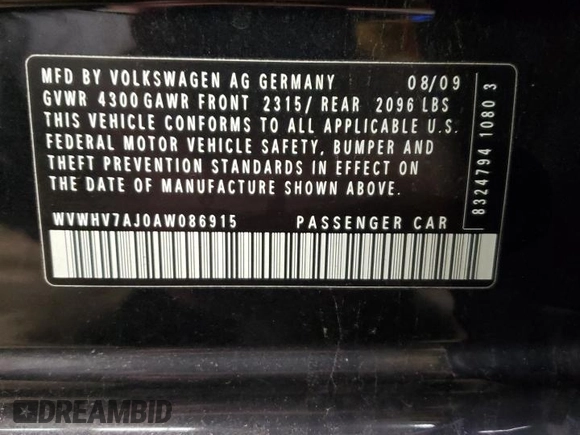 MFD BY VOLKSWAGEN AG GERMANY 08/09
GVWR 4300 GAWR FRONT 2315/ REAR 2096 LBS
THIS VEHICLE CONFORMS TO ALL APPLICABLE U.S.
FEDERAL MOTOR VEHICLE SAFETY, BUMPER AND
THEFT PREVENTION STANDARDS IN EFFECT ON
THE DATE OF MANUFACTURE SHOWN ABOVE.
WVWHV7AJ0AW086915 PASSENGER CAR
8324794 1080 3
DREAMBID